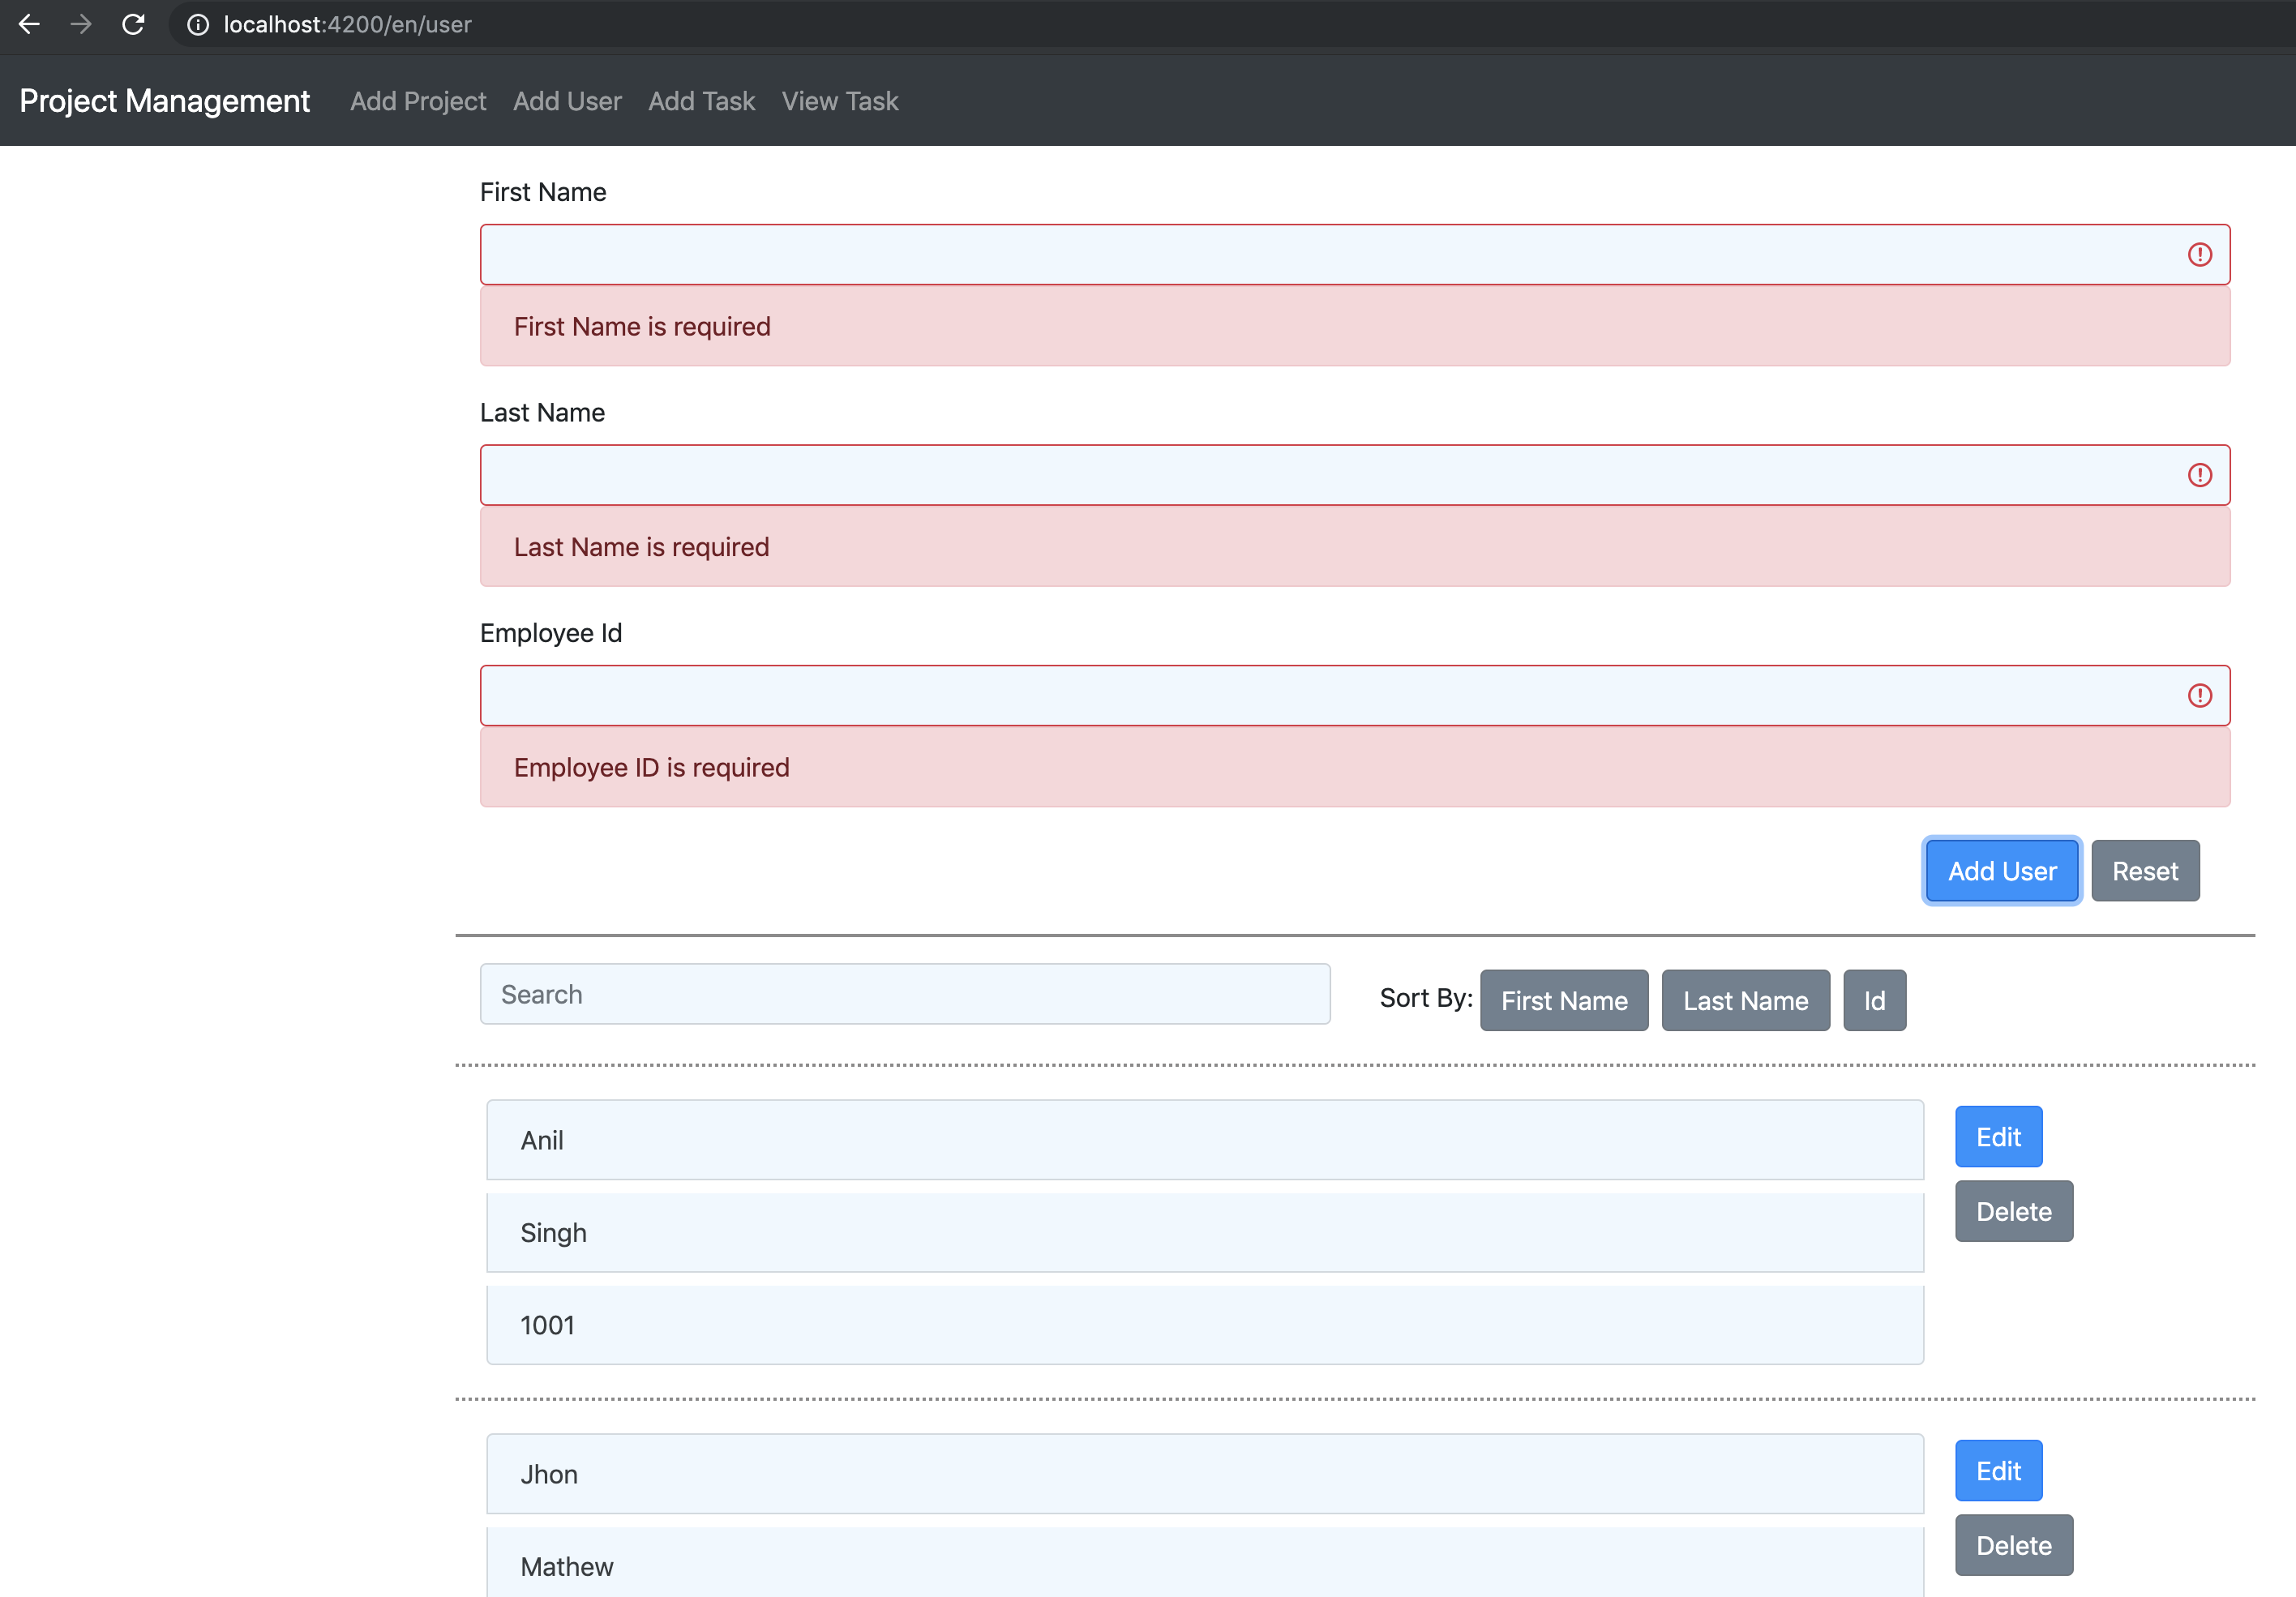 localhost:4200/en/user
Project Management Add Project Add User Add Task View Task
First Name
First Name is required
Last Name
Last Name is required
Employee Id
Employee ID is required
Add User Reset
Search Sort By: First Name Last Name Id
Anil Edit
Delete
Singh
1001
Jhon Edit
Delete
Mathew